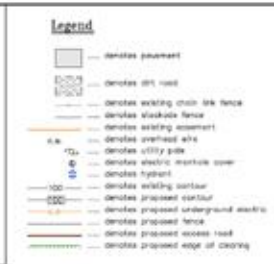 Legend
.... denotes pavement
.... denotes dirt road
.... denotes existing chain link fence
.... denotes stockade fence
.... denotes existing easement
.... denotes overhead wire
.... denotes utility pole
.... denotes electric manhole cover
.... denotes hydrant
100 .... denotes existing contour
100 .... denotes proposed contour
.... denotes proposed underground electric
.... denotes proposed fence
.... denotes proposed access road
.... denotes proposed edge of clearing